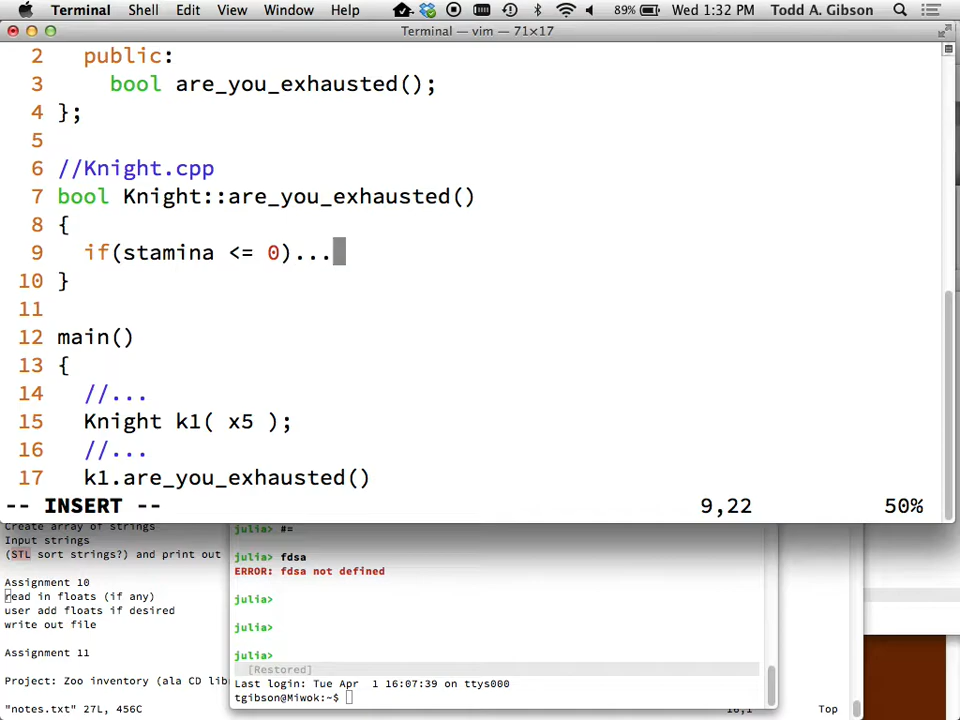 Terminal Shell Edit View Window Help 89% Wed 1:32 PM Todd A. Gibson
Terminal — vim — 71×17
2 public:
3 bool are_you_exhausted();
4 };
5
6 //Knight.cpp
7 bool Knight::are_you_exhausted()
8 {
9 if(stamina <= 0)...
10 }
11
12 main()
13 {
14 //...
15 Knight k1( x5 );
16 //...
17 k1.are_you_exhausted()
-- INSERT -- 9,22 50%
Create array of strings
Input strings
(STL sort strings?) and print out
Assignment 10
read in floats (if any)
user add floats if desired
write out file
Assignment 11
Project: Zoo inventory (ala CD lib
"notes.txt" 27L, 456C
julia> #=
julia> fdsa
ERROR: fdsa not defined
julia>
julia>
julia>
[Restored]
Last login: Tue Apr 1 16:07:39 on ttys000
tgibson@Miwok:~$
Top